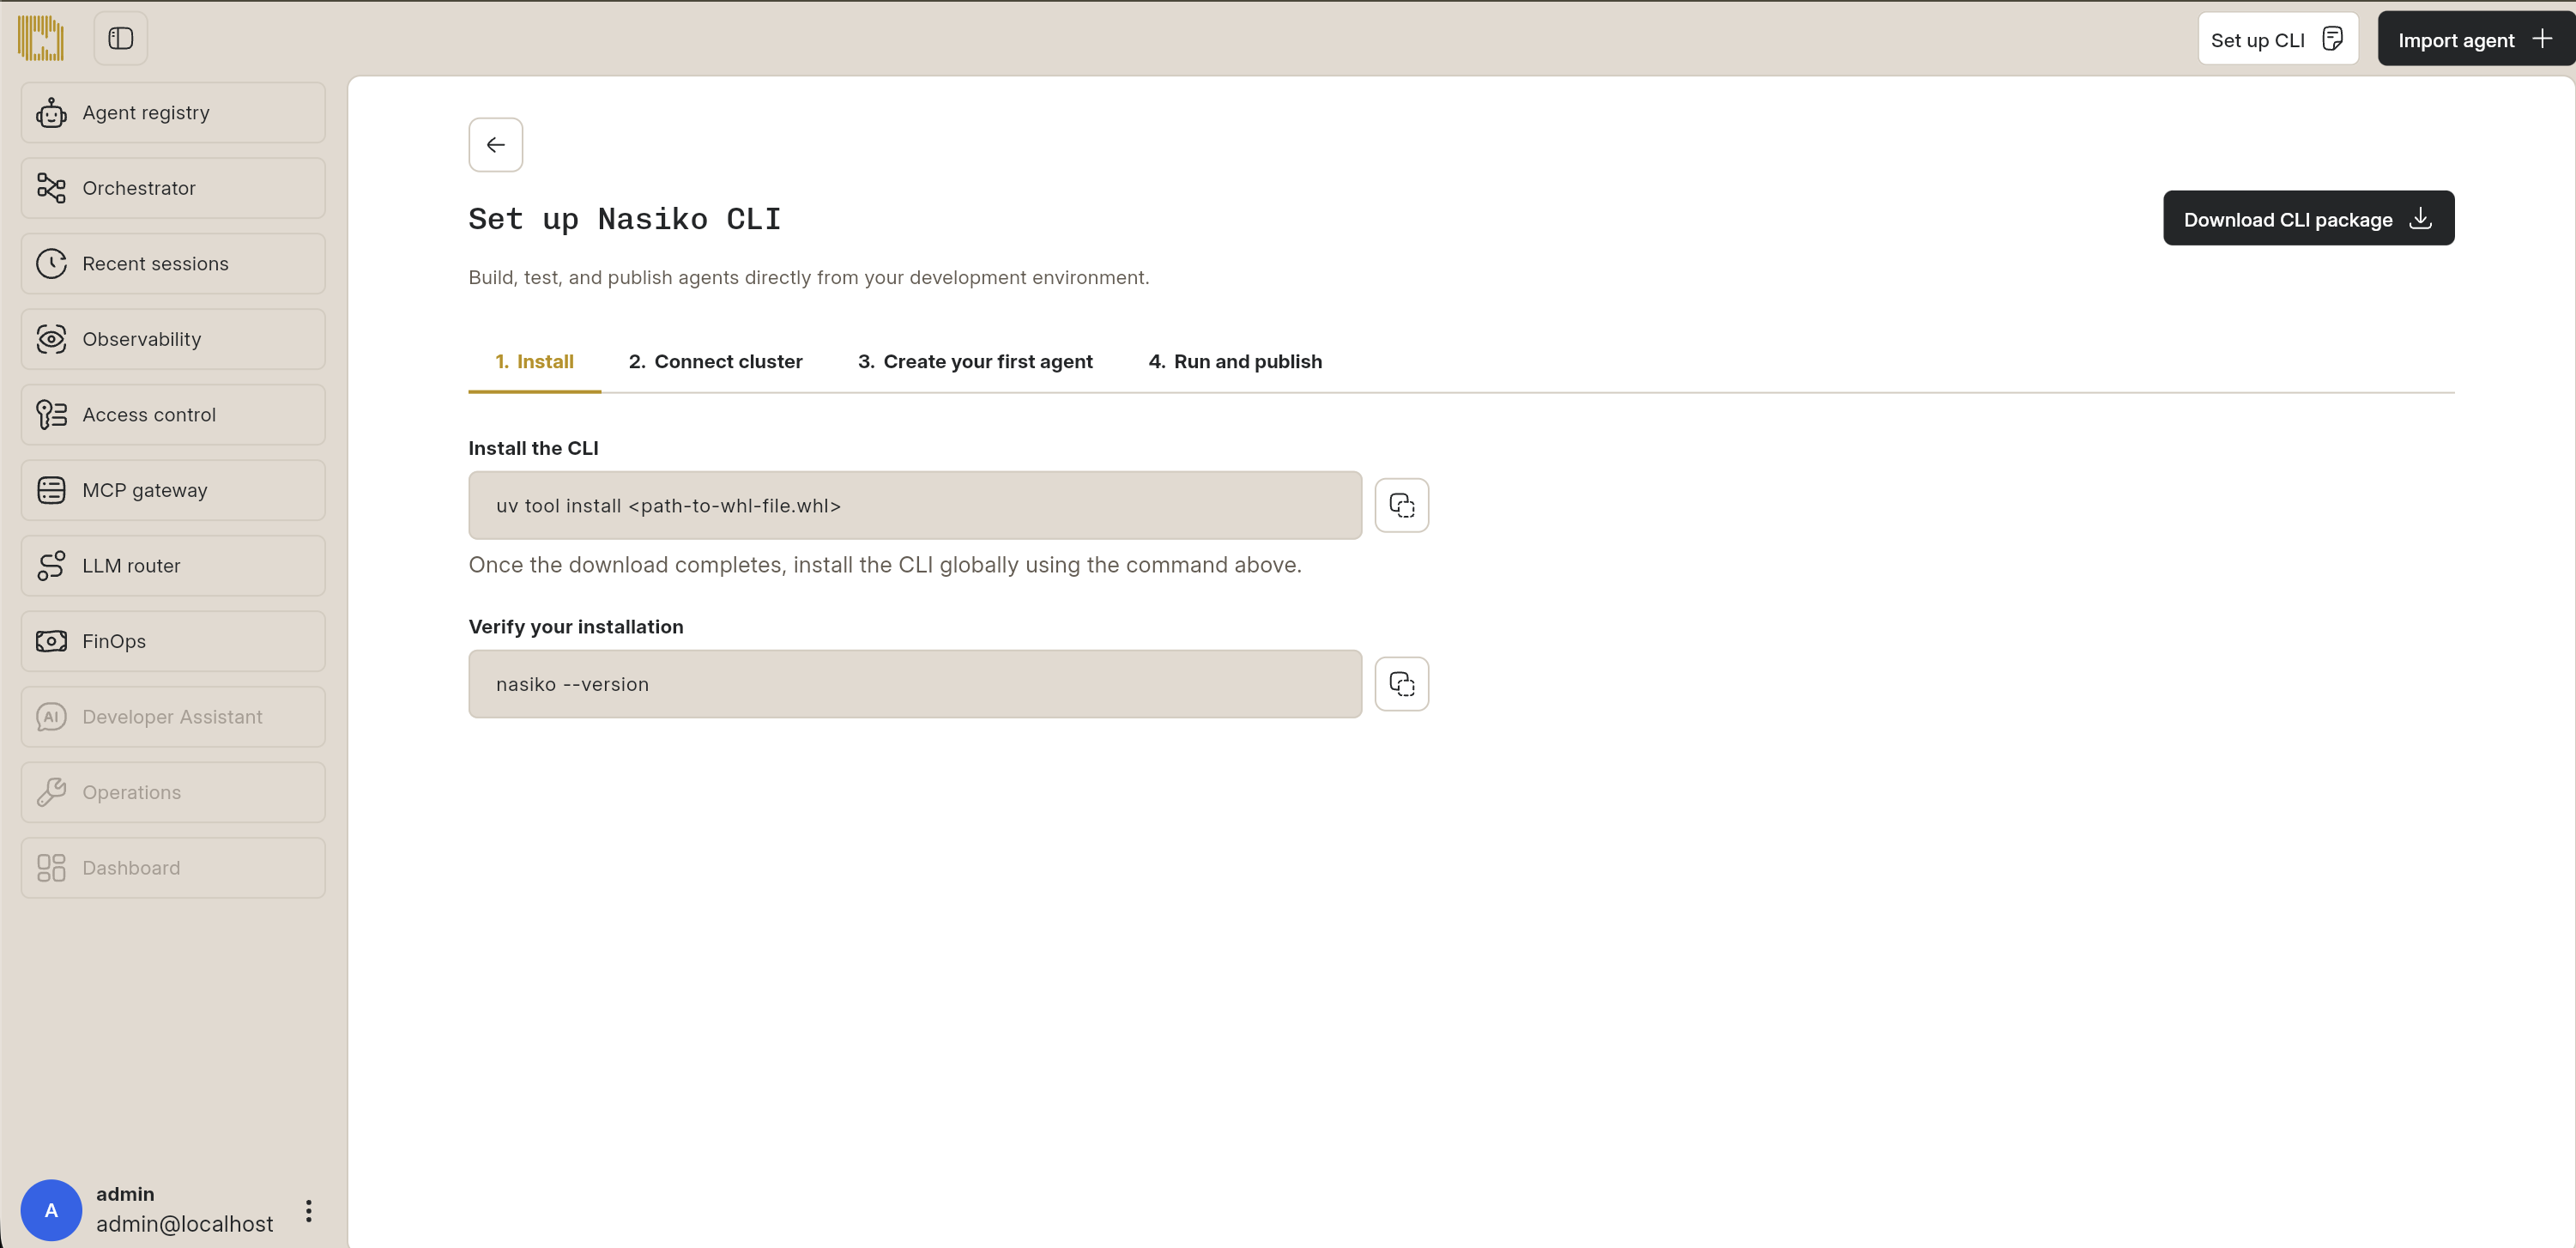 Set up CLI
Import agent
Agent registry
Orchestrator
Recent sessions
Observability
Access control
MCP gateway
LLM router
FinOps
AI
Developer Assistant
Operations
Dashboard
A
admin
admin@localhost
Set up Nasiko CLI
Download CLI package
Build, test, and publish agents directly from your development environment.
1. Install
2. Connect cluster
3. Create your first agent
4. Run and publish
Install the CLI
uv tool install <path-to-whl-file.whl>
Once the download completes, install the CLI globally using the command above.
Verify your installation
nasiko --version